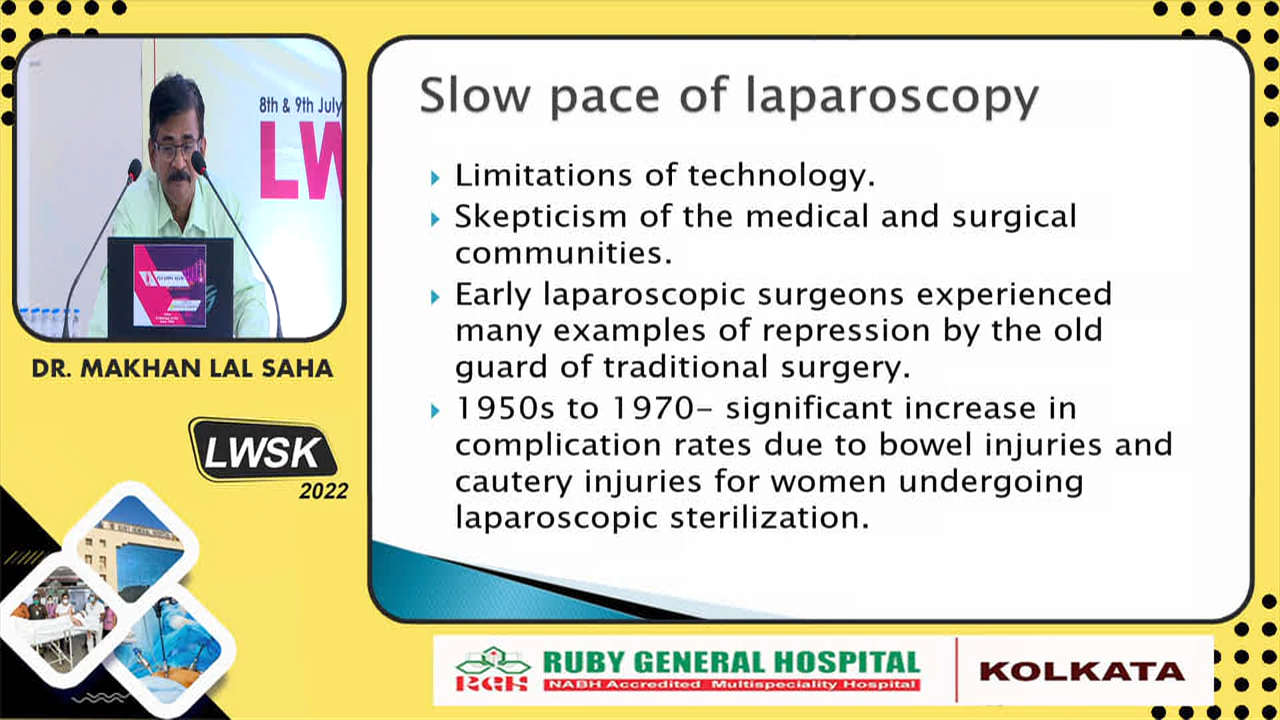 8th & 9th July
LW
DR. MAKHAN LAL SAHA
LWSK
2022
Slow pace of laparoscopy
Limitations of technology.
Skepticism of the medical and surgical
communities.
Early laparoscopic surgeons experienced
many examples of repression by the old
guard of traditional surgery.
1950s to 1970– significant increase in
complication rates due to bowel injuries and
cautery injuries for women undergoing
laparoscopic sterilization.
RGH
RUBY GENERAL HOSPITAL
NABH Accredited Multispeciality Hospital
KOLKATA